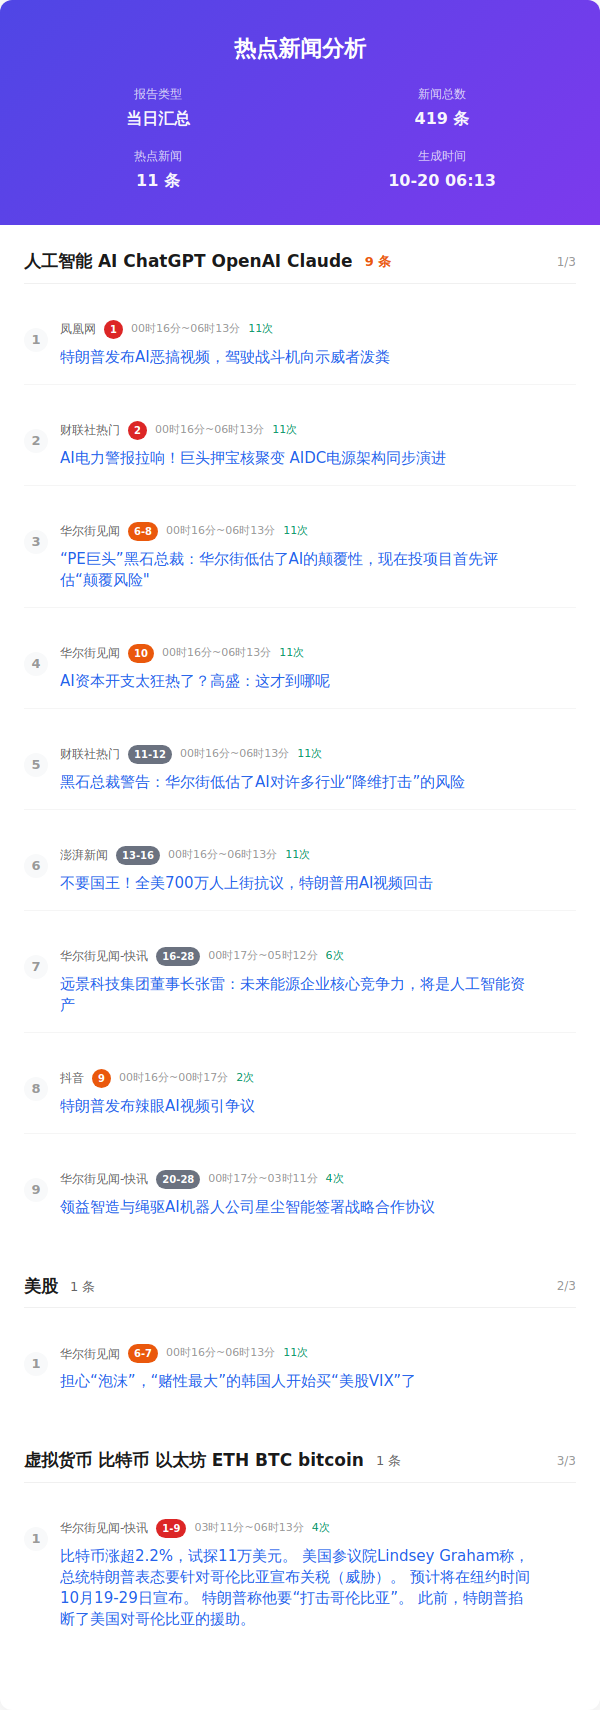 热点新闻分析
报告类型
新闻总数
当日汇总
419 条
热点新闻
生成时间
11 条
10-20 06:13
人工智能 AI ChatGPT OpenAI Claude 9 条 1/3
1
凤凰网 1 00时16分~06时13分 11次
特朗普发布AI恶搞视频，驾驶战斗机向示威者泼粪
2
财联社热门 2 00时16分~06时13分 11次
AI电力警报拉响！巨头押宝核聚变 AIDC电源架构同步演进
3
华尔街见闻 6-8 00时16分~06时13分 11次
“PE巨头”黑石总裁：华尔街低估了AI的颠覆性，现在投项目首先评
估“颠覆风险"
4
华尔街见闻 10 00时16分~06时13分 11次
AI资本开支太狂热了？高盛：这才到哪呢
5
财联社热门 11-12 00时16分~06时13分 11次
黑石总裁警告：华尔街低估了AI对许多行业“降维打击”的风险
6
澎湃新闻 13-16 00时16分~06时13分 11次
不要国王！全美700万人上街抗议，特朗普用AI视频回击
7
华尔街见闻-快讯 16-28 00时17分~05时12分 6次
远景科技集团董事长张雷：未来能源企业核心竞争力，将是人工智能资
产
8
抖音 9 00时16分~00时17分 2次
特朗普发布辣眼AI视频引争议
9
华尔街见闻-快讯 20-28 00时17分~03时11分 4次
领益智造与绳驱AI机器人公司星尘智能签署战略合作协议
美股 1 条 2/3
1
华尔街见闻 6-7 00时16分~06时13分 11次
担心“泡沫”，“赌性最大”的韩国人开始买“美股VIX”了
虚拟货币 比特币 以太坊 ETH BTC bitcoin 1 条 3/3
1
华尔街见闻-快讯 1-9 03时11分~06时13分 4次
比特币涨超2.2%，试探11万美元。 美国参议院Lindsey Graham称，
总统特朗普表态要针对哥伦比亚宣布关税（威胁）。 预计将在纽约时间
10月19-29日宣布。 特朗普称他要“打击哥伦比亚”。 此前，特朗普掐
断了美国对哥伦比亚的援助。